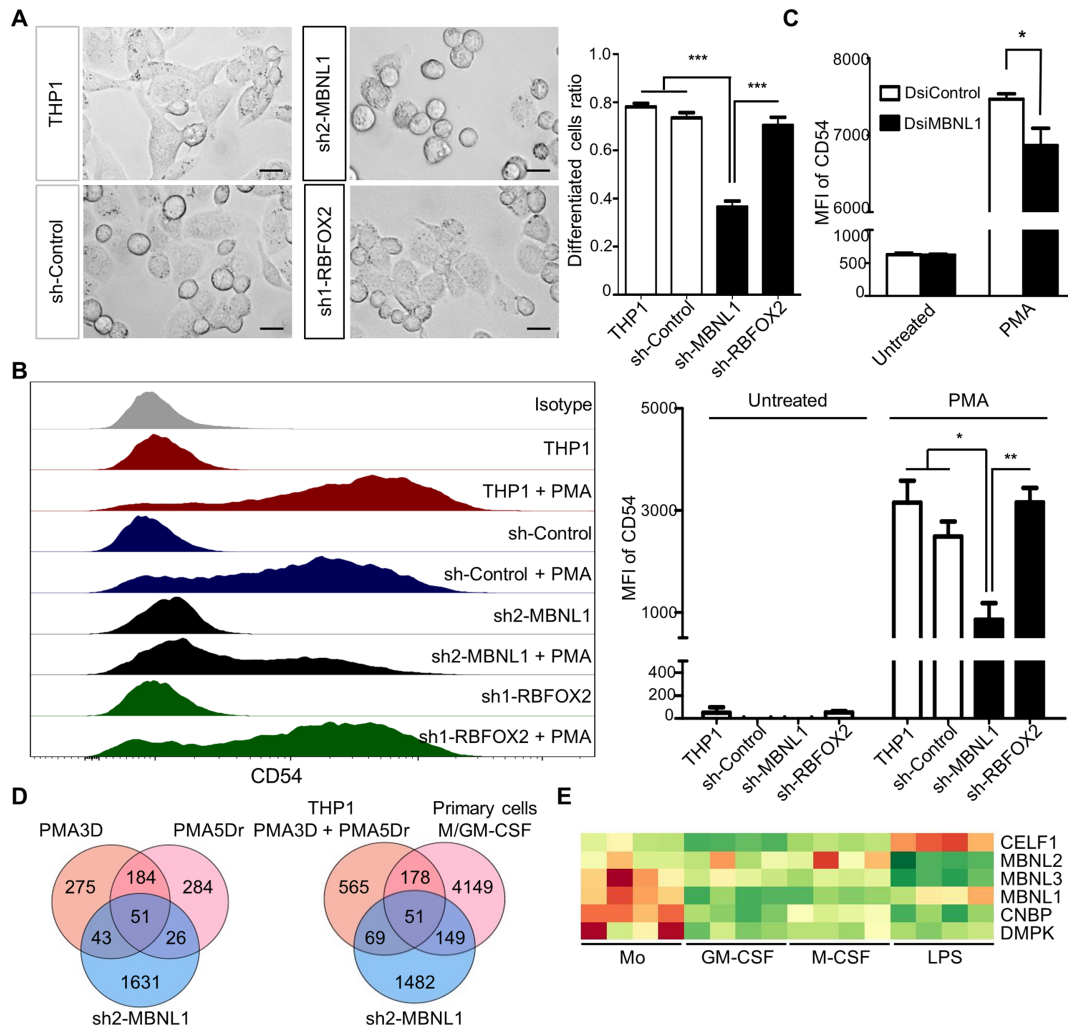 A
THP1
sh2-MBNL1
sh-Control
sh1-RBFOX2
Differentiated cells ratio
1.0
0.8
0.6
0.4
0.2
0
***
***
THP1
sh-Control
sh-MBNL1
sh-RBFOX2
C
MFI of CD54
8000
7000
6000
1000
500
0
*
DsiControl
DsiMBNL1
Untreated
PMA
B
Isotype
THP1
THP1 + PMA
sh-Control
sh-Control + PMA
sh2-MBNL1
sh2-MBNL1 + PMA
sh1-RBFOX2
sh1-RBFOX2 + PMA
CD54
MFI of CD54
5000
3000
1000
400
200
0
Untreated
PMA
*
**
THP1
sh-Control
sh-MBNL1
sh-RBFOX2
THP1
sh-Control
sh-MBNL1
sh-RBFOX2
D
PMA3D
PMA5Dr
275
184
284
51
43
26
1631
sh2-MBNL1
THP1
PMA3D + PMA5Dr
Primary cells
M/GM-CSF
565
178
4149
51
69
149
1482
sh2-MBNL1
E
CELF1
MBNL2
MBNL3
MBNL1
CNBP
DMPK
Mo
GM-CSF
M-CSF
LPS